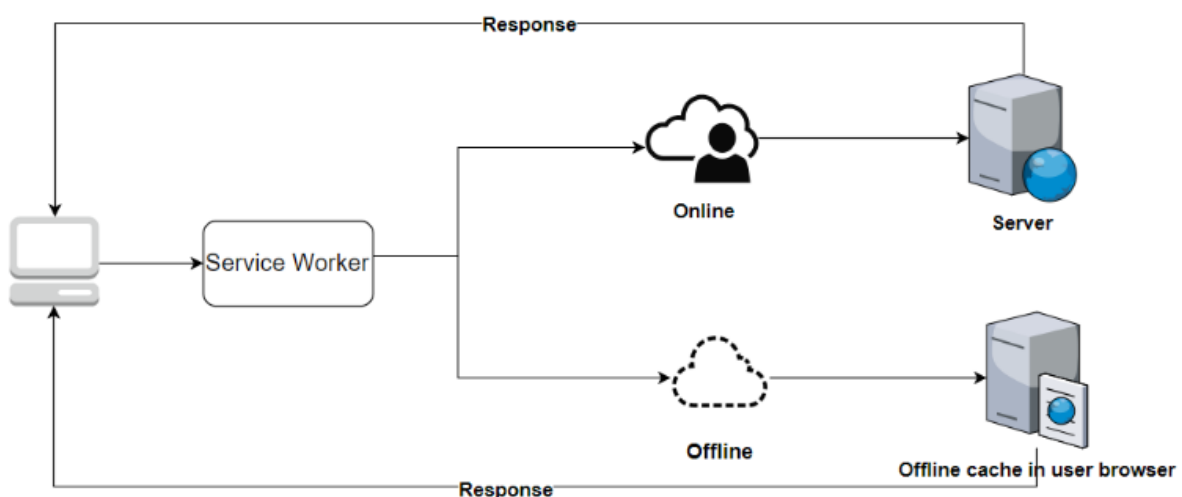 Response
Online
Server
Service Worker
Offline
Offline cache in user browser
Response